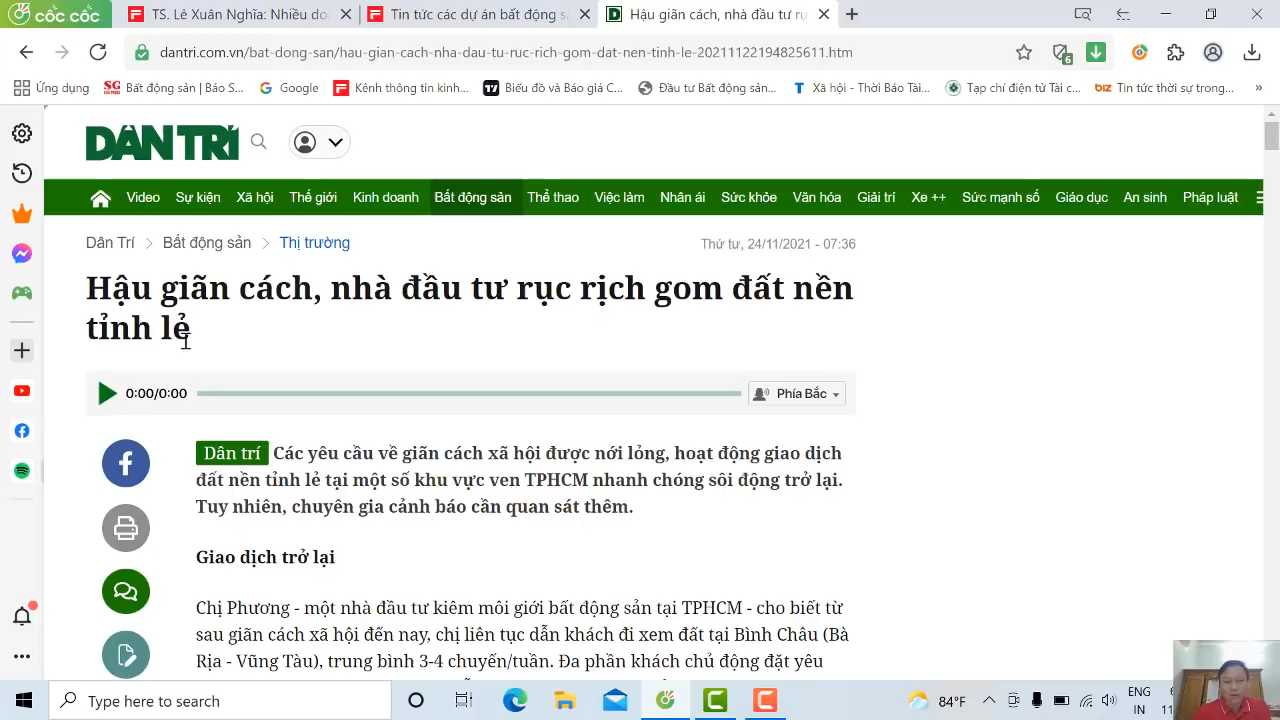 cốc cốc
TS. Lê Xuân Nghĩa: Nhiều do
Tin tức các dự án bất động s
Hậu giãn cách, nhà đầu tư rụ
dantri.com.vn/bat-dong-san/hau-gian-cach-nha-dau-tu-ruc-rich-gom-dat-nen-tinh-le-20211122194825611.htm
6
Ứng dụng
Bất động sản | Báo S...
Google
Kênh thông tin kinh...
Biểu đồ và Báo giá C...
Đầu tư Bất động sản...
Xã hội - Thời Báo Tài...
Tạp chí điện tử Tài c...
biz Tin tức thời sự trong...
»
DÂN TRÍ
Video Sự kiện Xã hội Thế giới Kinh doanh Bất động sản Thể thao Việc làm Nhân ái Sức khỏe Văn hóa Giải trí Xe ++ Sức mạnh số Giáo dục An sinh Pháp luật
Dân Trí > Bất động sản > Thị trường
Thứ tư, 24/11/2021 - 07:36
Hậu giãn cách, nhà đầu tư rục rịch gom đất nền
tỉnh lẻ
0:00/0:00
Phía Bắc
Dân trí Các yêu cầu về giãn cách xã hội được nới lỏng, hoạt động giao dịch
đất nền tỉnh lẻ tại một số khu vực ven TPHCM nhanh chóng sôi động trở lại.
Tuy nhiên, chuyên gia cảnh báo cần quan sát thêm.
Giao dịch trở lại
Chị Phương - một nhà đầu tư kiêm môi giới bất động sản tại TPHCM - cho biết từ
sau giãn cách xã hội đến nay, chị liên tục dẫn khách đi xem đất tại Bình Châu (Bà
Rịa - Vũng Tàu), trung bình 3-4 chuyến/tuần. Đa phần khách chủ động đặt yêu
Type here to search
84°F
ENG
IN